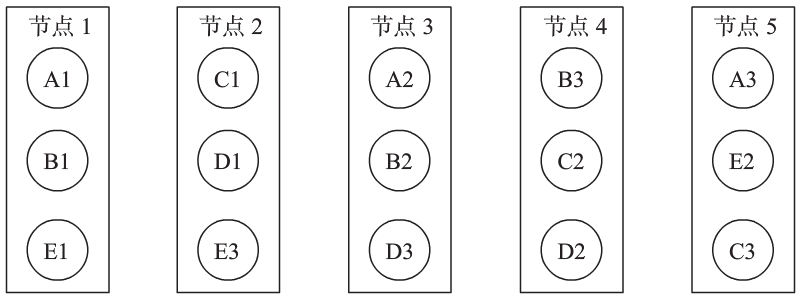 节点 1 节点 2 节点 3 节点 4 节点 5
A1 C1 A2 B3 A3
B1 D1 B2 C2 E2
E1 E3 D3 D2 C3